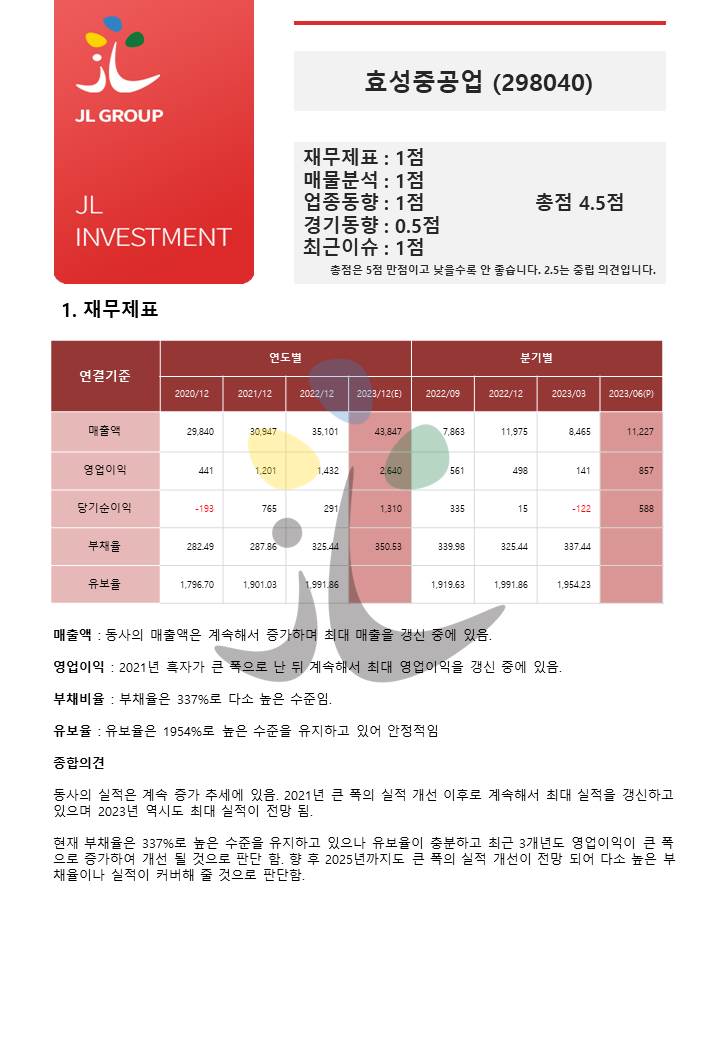 JL GROUP
JL
INVESTMENT
효성중공업 (298040)
재무제표 : 1점
매물분석 : 1점
업종동향 : 1점 총점 4.5점
경기동향 : 0.5점
최근이슈 : 1점
총점은 5점 만점이고 낮을수록 안 좋습니다. 2.5는 중립 의견입니다.
1. 재무제표
연결기준 연도별 분기별
2020/12 2021/12 2022/12 2023/12(E) 2022/09 2022/12 2023/03 2023/06(P)
매출액 29,840 30,947 35,101 43,847 7,863 11,975 8,465 11,227
영업이익 441 1,201 1,432 2,640 561 498 141 857
당기순이익 -193 765 291 1,310 335 15 -122 588
부채율 282.49 287.86 325.44 350.53 339.98 325.44 337.44
유보율 1,796.70 1,901.03 1,991.86 1,919.63 1,991.86 1,954.23
매출액 : 동사의 매출액은 계속해서 증가하며 최대 매출을 갱신 중에 있음.
영업이익 : 2021년 흑자가 큰 폭으로 난 뒤 계속해서 최대 영업이익을 갱신 중에 있음.
부채비율 : 부채율은 337%로 다소 높은 수준임.
유보율 : 유보율은 1954%로 높은 수준을 유지하고 있어 안정적임
종합의견
동사의 실적은 계속 증가 추세에 있음. 2021년 큰 폭의 실적 개선 이후로 계속해서 최대 실적을 갱신하고
있으며 2023년 역시도 최대 실적이 전망 됨.
현재 부채율은 337%로 높은 수준을 유지하고 있으나 유보율이 충분하고 최근 3개년도 영업이익이 큰 폭
으로 증가하여 개선 될 것으로 판단 함. 향 후 2025년까지도 큰 폭의 실적 개선이 전망 되어 다소 높은 부
채율이나 실적이 커버해 줄 것으로 판단함.